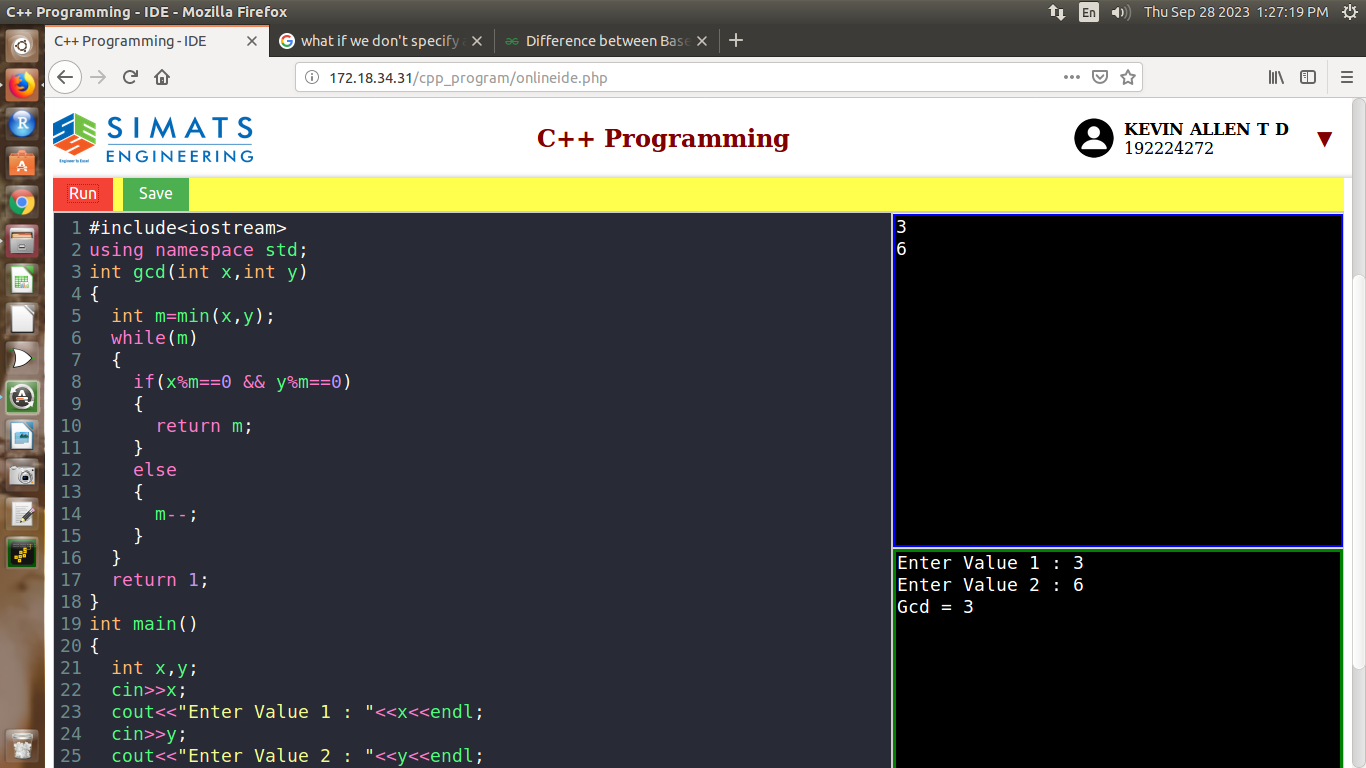 C++ Programming - IDE - Mozilla Firefox
En
Thu Sep 28 2023 1:27:19 PM
C++ Programming - IDE
what if we don't specify
Difference between Base
172.18.34.31/cpp_program/onlineide.php
SIMATS
ENGINEERING
Engineer to Excel
C++ Programming
KEVIN ALLEN T D
192224272
Run
Save
1 #include<iostream>
2 using namespace std;
3 int gcd(int x,int y)
4 {
5 int m=min(x,y);
6 while(m)
7 {
8 if(x%m==0 && y%m==0)
9 {
10 return m;
11 }
12 else
13 {
14 m--;
15 }
16 }
17 return 1;
18 }
19 int main()
20 {
21 int x,y;
22 cin>>x;
23 cout<<"Enter Value 1 : "<<x<<endl;
24 cin>>y;
25 cout<<"Enter Value 2 : "<<y<<endl;
3
6
Enter Value 1 : 3
Enter Value 2 : 6
Gcd = 3